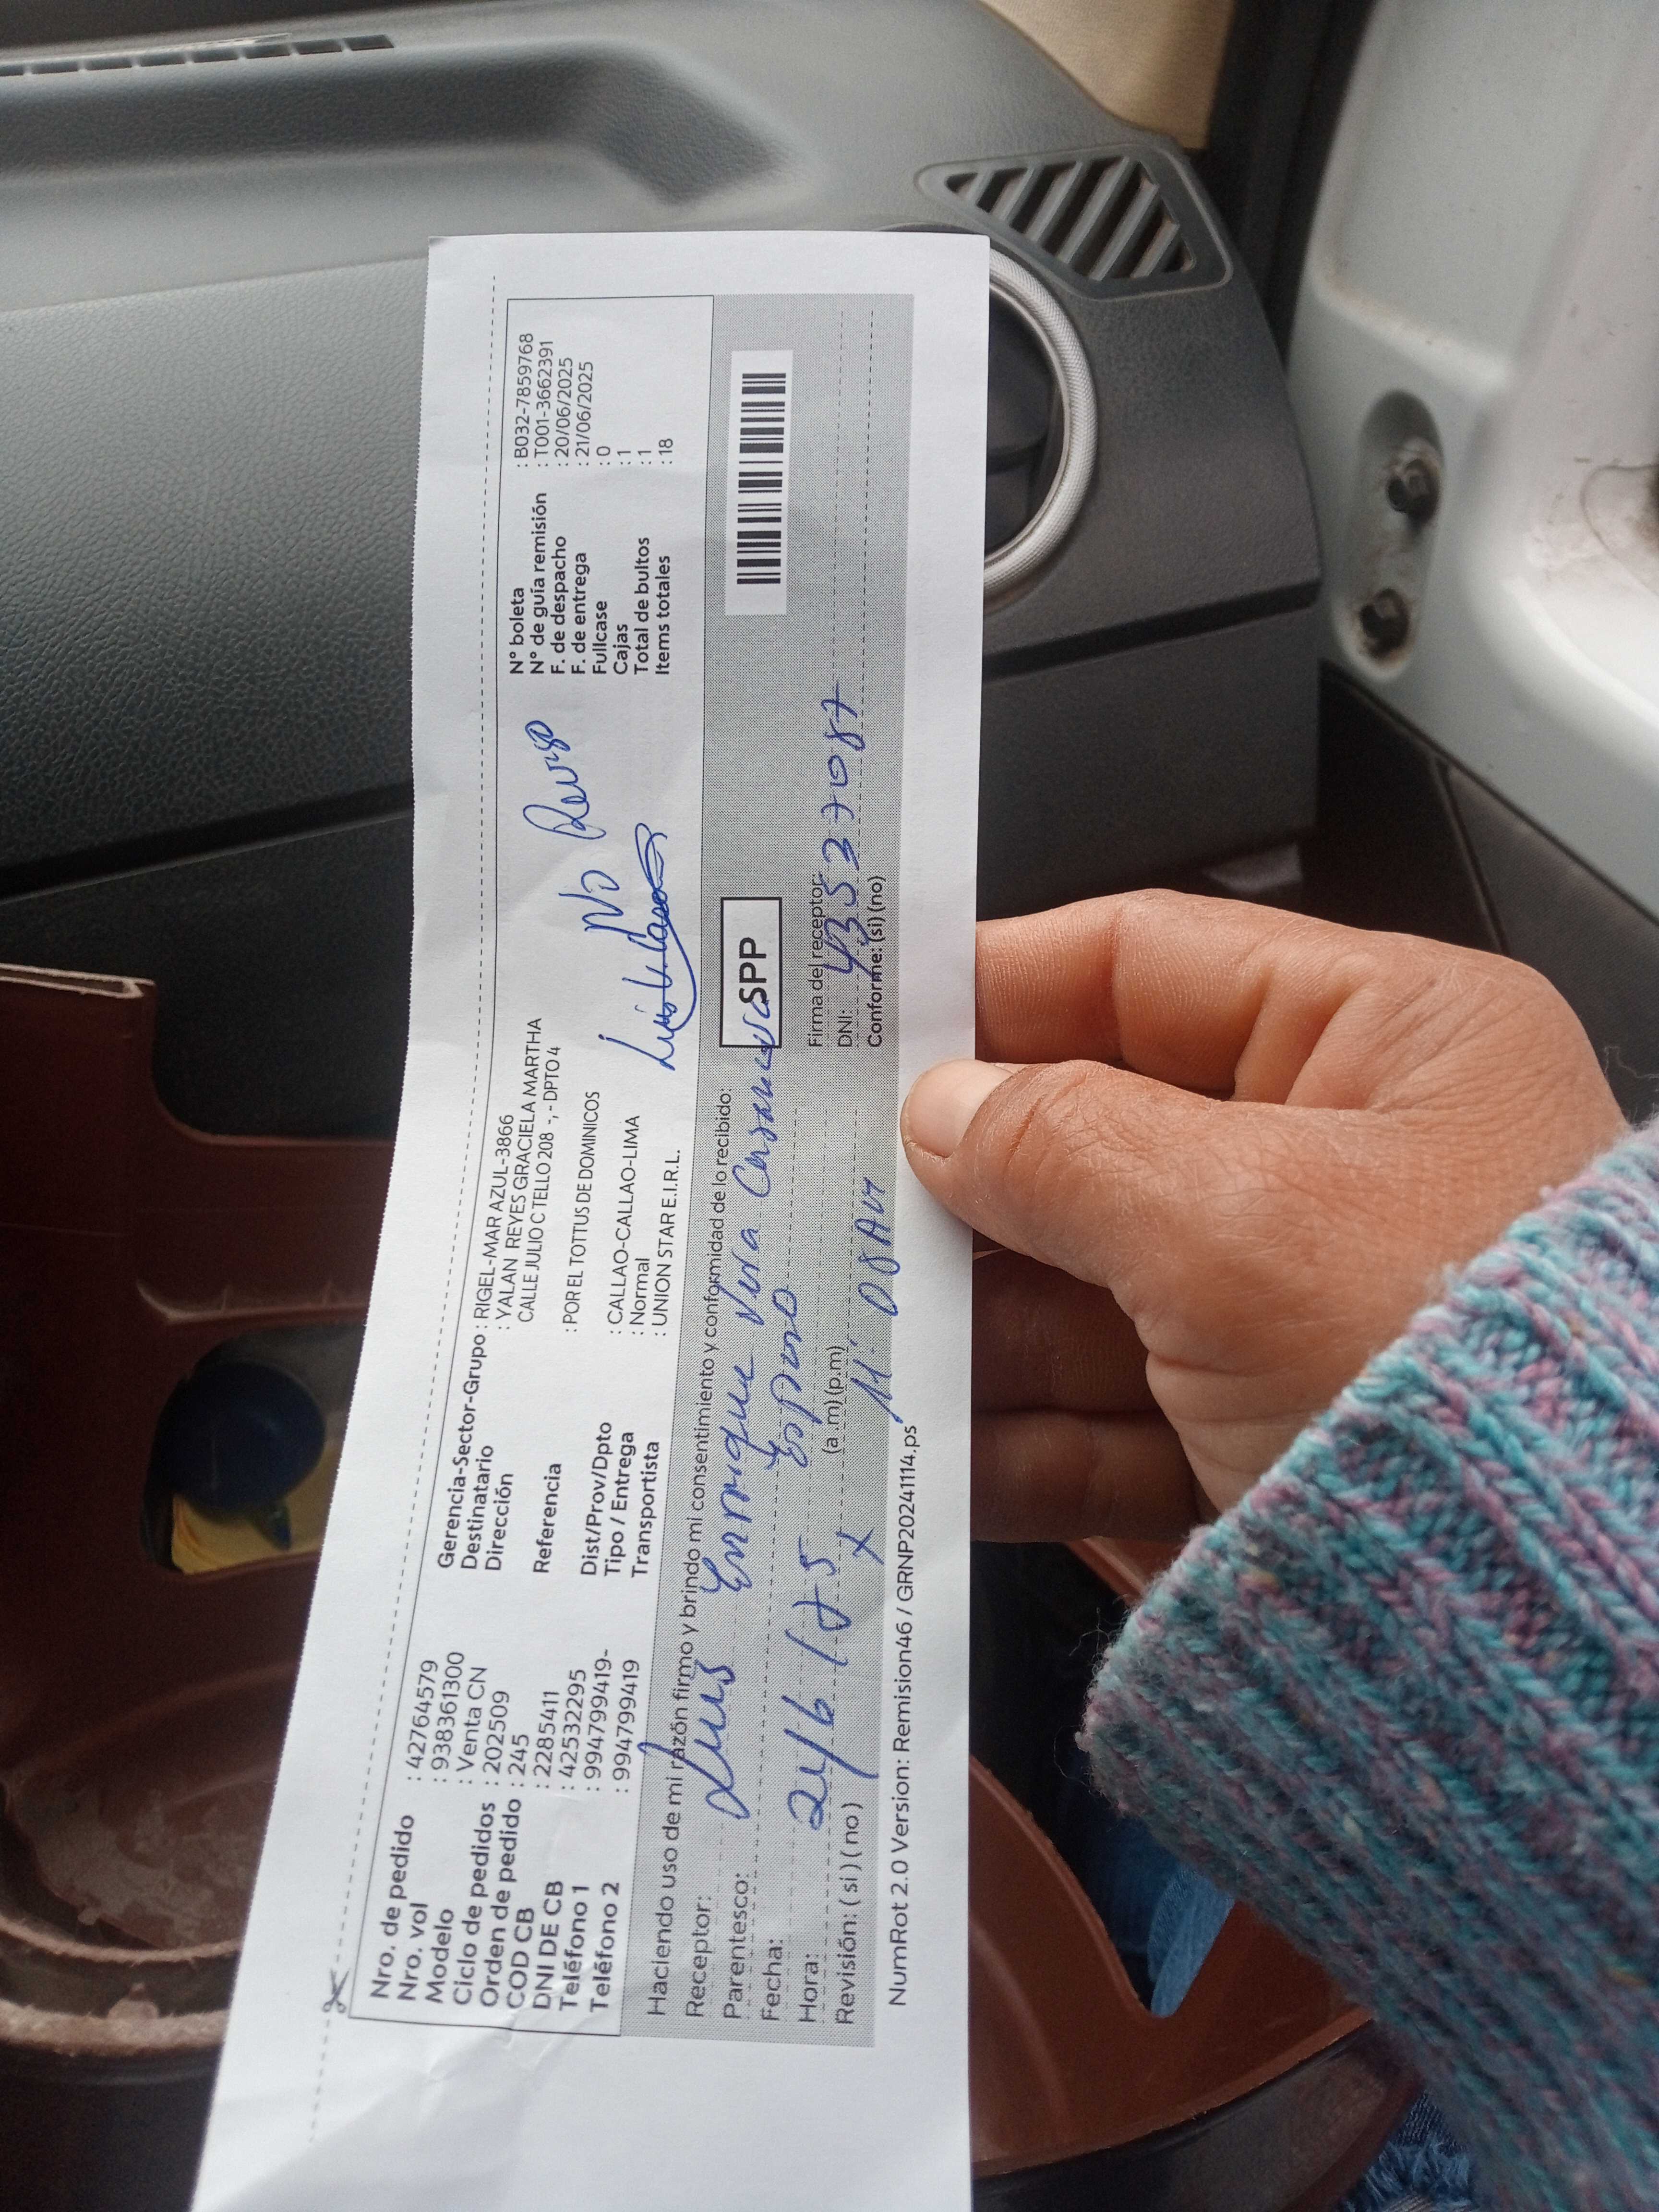 Nro. de pedido : 42764579
Nro. vol : 938361300
Modelo : Venta CN
Ciclo de pedidos : 202509
Orden de pedido : 245
COD CB : 2285411
DNI DE CB : 42532295
Teléfono 1 : 994799419-
Teléfono 2 : 994799419
Gerencia-Sector-Grupo : RIGEL-MAR AZUL-3866
Destinatario : YALAN REYES GRACIELA MARTHA
Dirección CALLE JULIO C TELLO 208 -, - DPTO 4
Referencia : POR EL TOTTUS DE DOMINICOS
Dist/Prov/Dpto : CALLAO-CALLAO-LIMA
Tipo / Entrega : Normal
Transportista : UNION STAR E.I.R.L.
No Reviso
Luis
N° boleta : B032-7859768
N° de guía remisión : T001-3662391
F. de despacho : 20/06/2025
F. de entrega : 21/06/2025
Fullcase : 0
Cajas : 1
Total de bultos : 1
Items totales : 18
Haciendo uso de mi razón firmo y brindo mi consentimiento y conformidad de lo recibido:
SPP
Receptor: Luis Enrique Vera
Parentesco: Esposo
Fecha: 21/6/25
Hora: (a .m) (p.m)
Revisión: ( si ) ( no ) x
Firma del receptor:
DNI: 43537087
Conforme: (si) (no)
NumRot 2.0 Version: Remision46 / GRNP20241114.ps